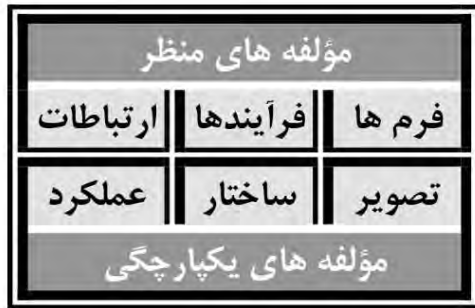 مؤلفه های منظر
فرم ها فرآیندها ارتباطات
تصویر ساختار عملکرد
مؤلفه های یکپارچگی